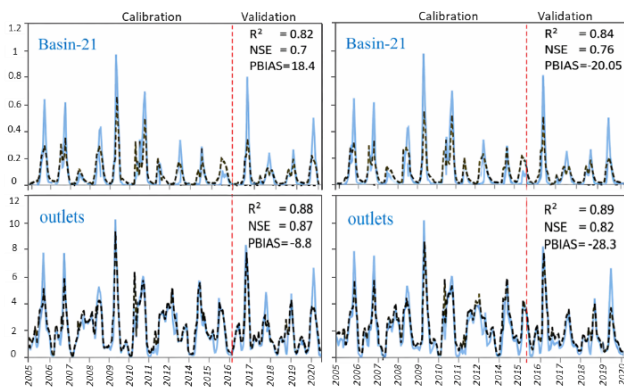 Calibration Validation
Basin-21
R² = 0.82
NSE = 0.7
PBIAS= 18.4
1.2
1
0.8
0.6
0.4
0.2
0
Calibration Validation
Basin-21
R² = 0.84
NSE = 0.76
PBIAS= -20.05
outlets
R² = 0.88
NSE = 0.87
PBIAS= -8.8
12
10
8
6
4
2
0
2005 2006 2007 2008 2009 2010 2011 2012 2015 2016 2017 2018 2019 2020
outlets
R² = 0.89
NSE = 0.82
PBIAS= -28.3
2005 2006 2007 2008 2009 2010 2011 2012 2015 2016 2017 2018 2019 2020